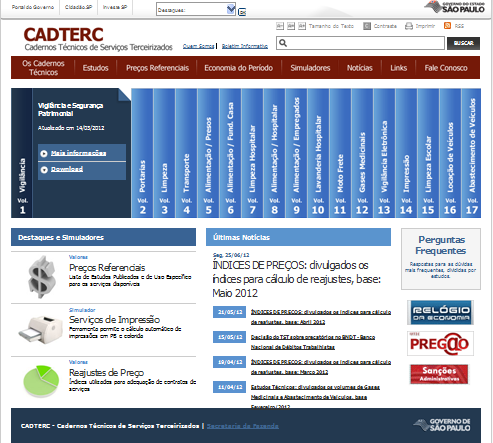 Portal do Governo Cidadão.SP Investe SP Destaques:
GOVERNO DO ESTADO
SÃO PAULO
A+ A- Tamanho do Texto Contraste Imprimir RSS
CADTERC
Cadernos Técnicos de Serviços Terceirizados
Quem Somos | Boletim Informativo
BUSCAR
Os Cadernos
Técnicos
Estudos
Preços Referenciais
Economia do Período
Simuladores
Notícias
Links
Fale Conosco
Vigilância e Segurança
Patrimonial
Atualizado em 14/03/2012
Mais informações
Download
Vigilância Vol. 1
Portarias Vol. 2
Limpeza Vol. 3
Transporte Vol. 4
Alimentação / Presos Vol. 5
Alimentação / Fund. Casa Vol. 6
Limpeza Hospitalar Vol. 7
Alimentação / Hospitalar Vol. 8
Alimentação / Empregados Vol. 9
Lavanderia Hospitalar Vol. 10
Moto Frete Vol. 11
Gases Medicinais Vol. 12
Vigilância Eletrônica Vol. 13
Impressão Vol. 14
Limpeza Escolar Vol. 15
Locação de Veículos Vol. 16
Abastecimento de Veículos Vol. 17
Destaques e Simuladores
Valores
Preços Referenciais
Lista de Estudos Publicados e de Uso Específico
para os serviços disponíveis
Simulador
Serviços de Impressão
Ferramenta permite o cálculo automático de
impressões em PB e colorida
Valores
Reajustes de Preço
Índices utilizados para adequação de contratos de
serviços
Últimas Notícias
Seg, 25/06/12
ÍNDICES DE PREÇOS: divulgados os
índices para cálculo de reajustes, base:
Maio 2012
21/05/12 ÍNDICES DE PREÇOS: divulgados os índices para cálculo
de reajustes, base: Abril 2012
15/05/12 Decisão do TST sobre precatórios no BNDT - Banco
Nacional de Débitos Trabalhistas
18/04/12 ÍNDICES DE PREÇOS: divulgados os índices para cálculo
de reajustes, base: Março 2012
11/04/12 Estudos Técnicos: divulgados os volumes de Gases
Medicinais e Abastecimento de Veículos, base
Fevereiro/2012
Perguntas
Frequentes
Respostas para as dúvidas
mais frequentes, divididas por
estudos.
RELÓGIO
DA ECONOMIA
PREG@O
Sanções
Administrativas
CADTERC - Cadernos Técnicos de Serviços Terceirizados | Secretaria da Fazenda
GOVERNO DE
SÃO PAULO